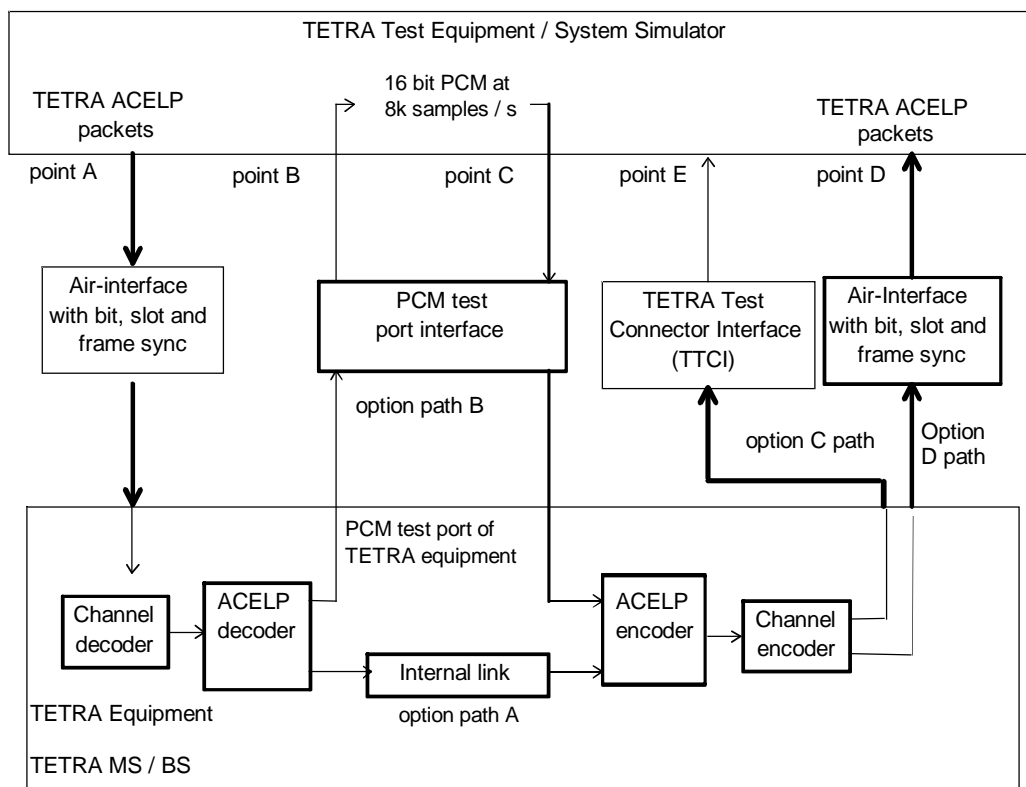 TETRA Test Equipment / System Simulator
16 bit PCM at
8k samples / s
TETRA ACELP
packets
TETRA ACELP
packets
point A
point B
point C
point E
point D
Air-interface
with bit, slot and
frame sync
PCM test
port interface
TETRA Test
Connector Interface
(TTCI)
Air-Interface
with bit, slot and
frame sync
option path B
option C path
Option
D path
PCM test port of
TETRA equipment
Channel
decoder
ACELP
decoder
Internal link
option path A
ACELP
encoder
Channel
encoder
TETRA Equipment
TETRA MS / BS